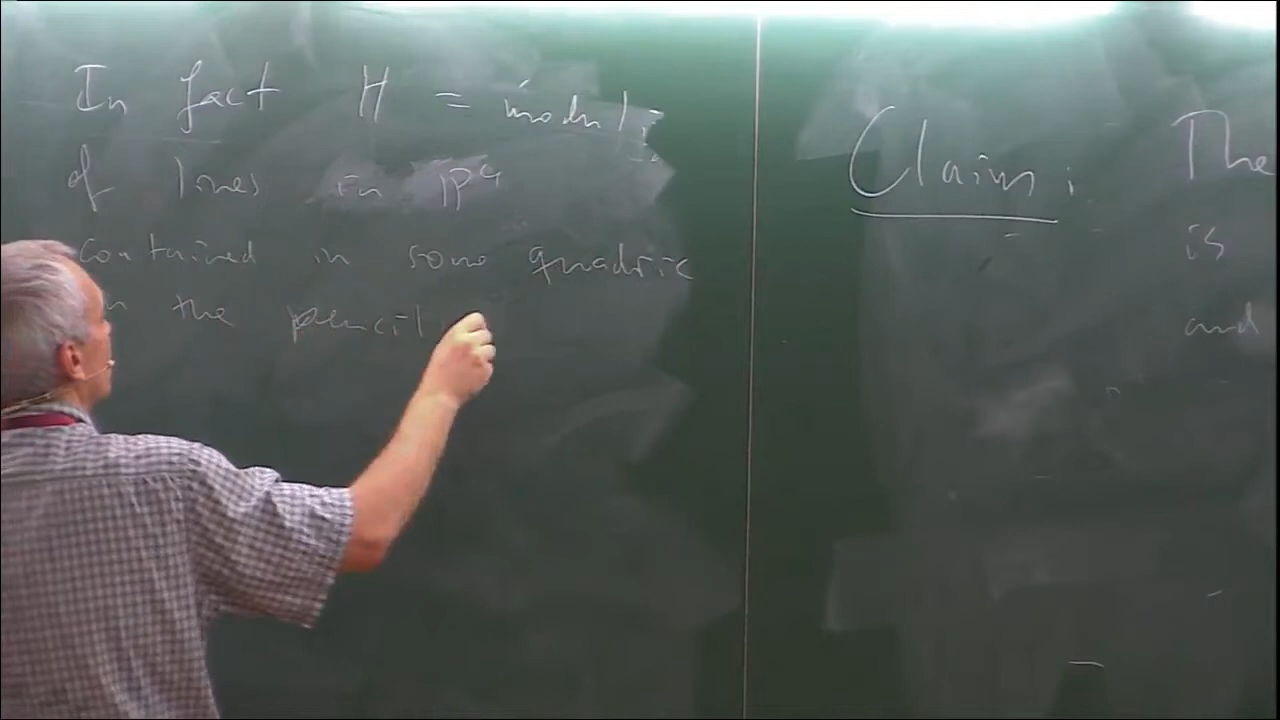 In fact H = moduli
of lines in P⁴
contained in some quadric
in the pencil
Claim: The
is
and